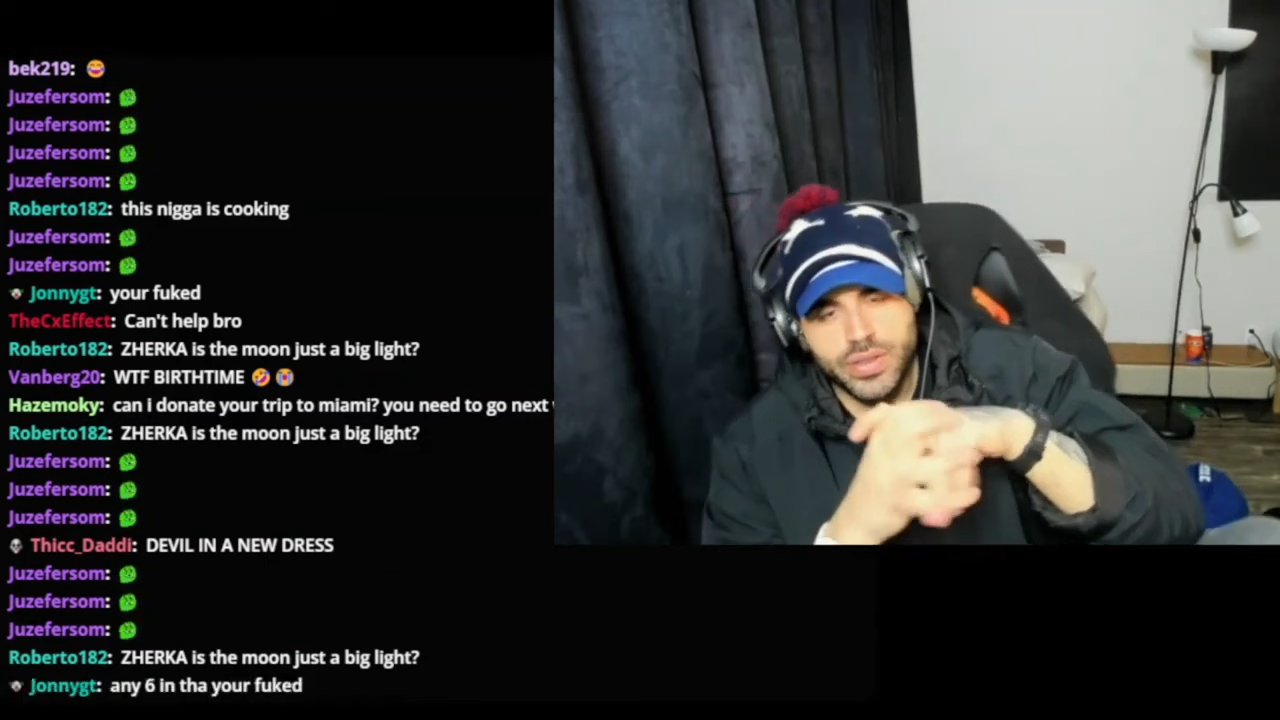 bek219: 😂
Juzefersom:
Juzefersom:
Juzefersom:
Juzefersom:
Roberto182: this nigga is cooking
Juzefersom:
Juzefersom:
Jonnygt: your fuked
TheCxEffect: Can't help bro
Roberto182: ZHERKA is the moon just a big light?
Vanberg20: WTF BIRTHTIME 🤣 😭
Hazemoky: can i donate your trip to miami? you need to go next
Roberto182: ZHERKA is the moon just a big light?
Juzefersom:
Juzefersom:
Juzefersom:
Thicc_Daddi: DEVIL IN A NEW DRESS
Juzefersom:
Juzefersom:
Juzefersom:
Roberto182: ZHERKA is the moon just a big light?
Jonnygt: any 6 in tha your fuked